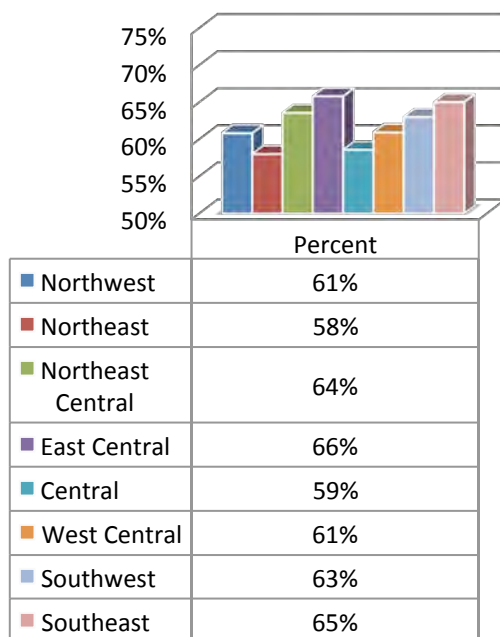 75%
70%
65%
60%
55%
50%
Percent
Northwest 61%
Northeast 58%
Northeast
Central 64%
East Central 66%
Central 59%
West Central 61%
Southwest 63%
Southeast 65%